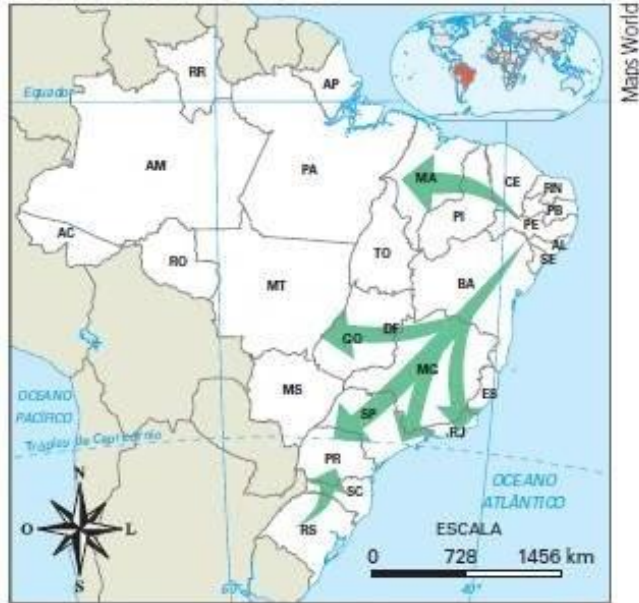 Maps World
RR
AP
Equador
AM
PA
MA
CE
RN
PB
PI
PE
AC
AL
SE
TO
RO
BA
MT
DF
GO
MG
MS
ES
OCEANO
PACÍFICO
SP
RJ
Trópico de Capricórnio
PR
OCEANO
ATLÂNTICO
SC
N
O
L
S
RS
ESCALA
0 728 1456 km
60°
40°